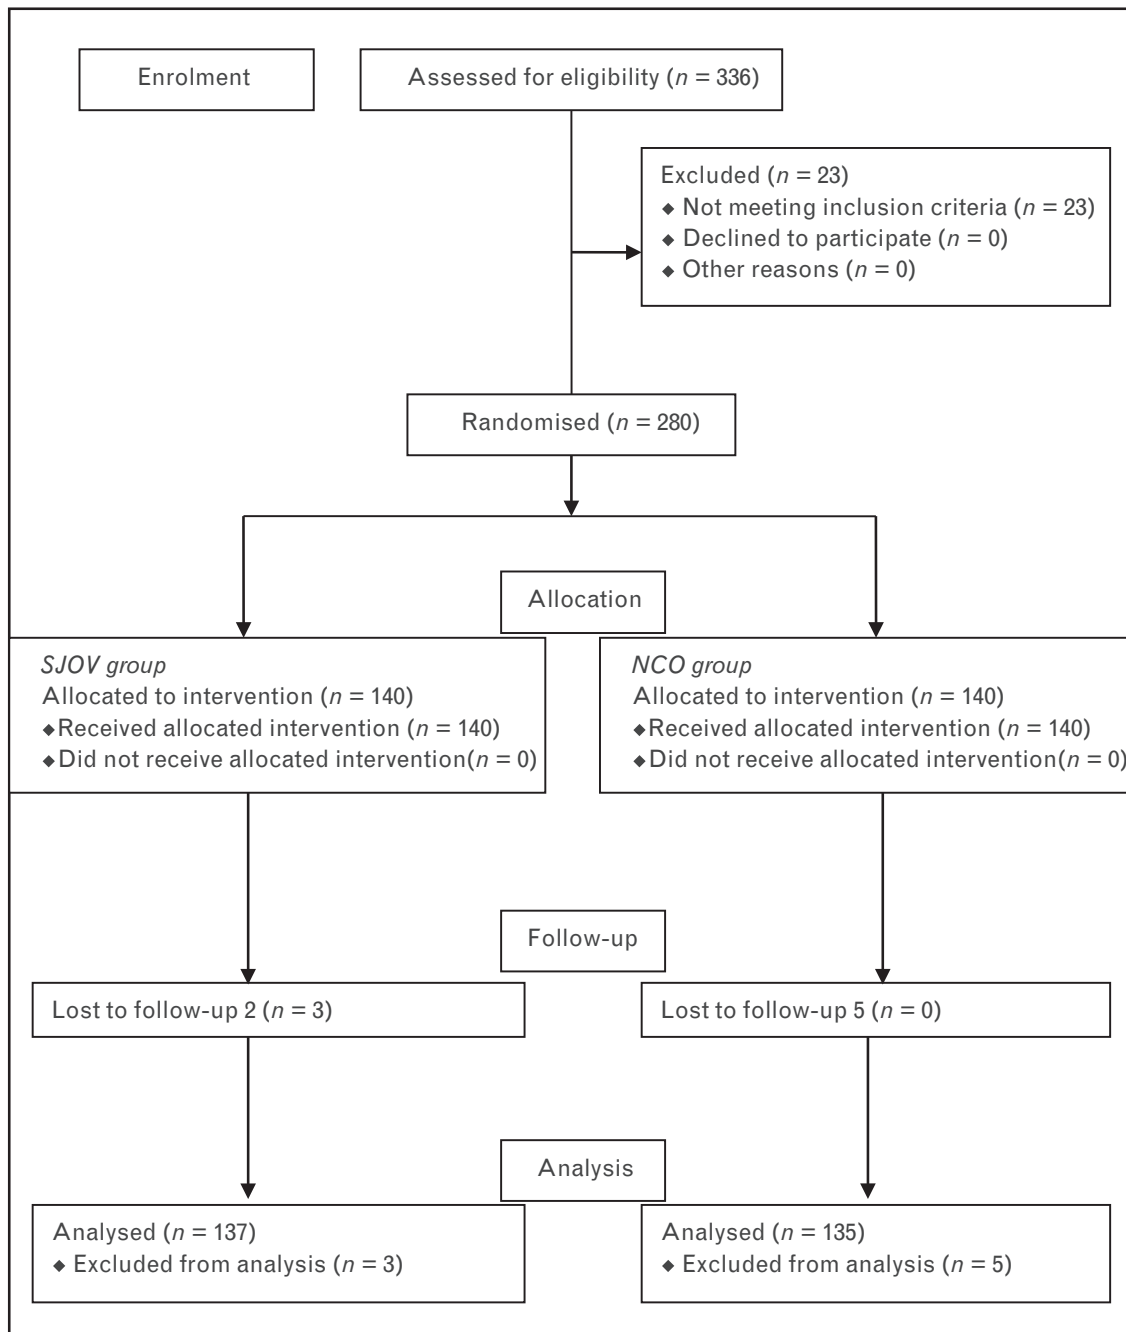 Enrolment
Assessed for eligibility (n = 336)
Excluded (n = 23)
◆ Not meeting inclusion criteria (n = 23)
◆ Declined to participate (n = 0)
◆ Other reasons (n = 0)
Randomised (n = 280)
Allocation
SJOV group
Allocated to intervention (n = 140)
◆Received allocated intervention (n = 140)
◆Did not receive allocated intervention(n = 0)
NCO group
Allocated to intervention (n = 140)
◆Received allocated intervention (n = 140)
◆Did not receive allocated intervention(n = 0)
Follow-up
Lost to follow-up 2 (n = 3)
Lost to follow-up 5 (n = 0)
Analysis
Analysed (n = 137)
◆ Excluded from analysis (n = 3)
Analysed (n = 135)
◆ Excluded from analysis (n = 5)